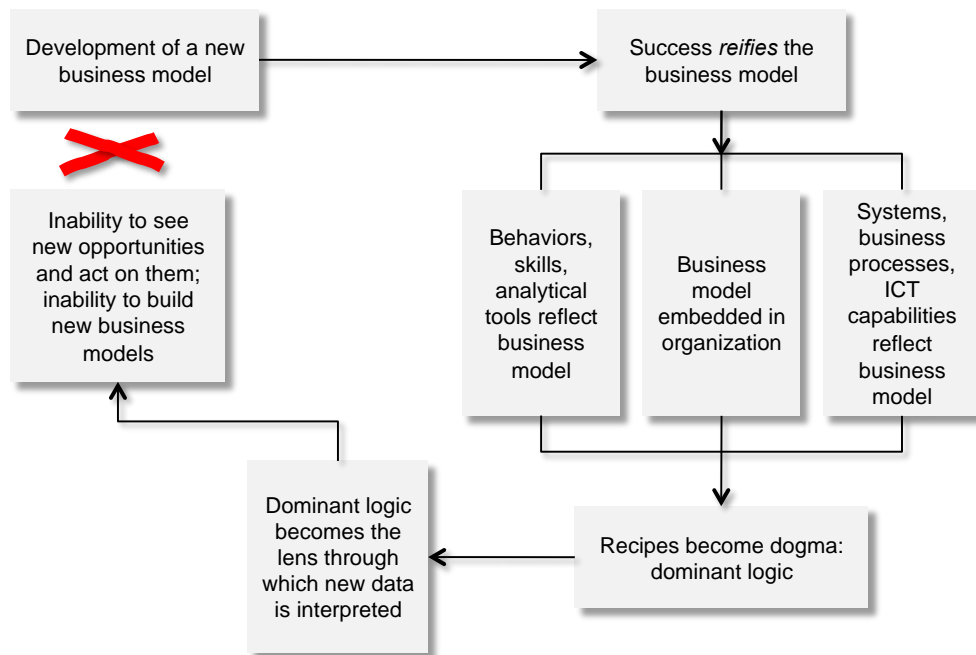 Development of a new
business model
Success reifies the
business model
Behaviors,
skills,
analytical
tools reflect
business
model
Business
model
embedded in
organization
Systems,
business
processes,
ICT
capabilities
reflect
business
model
Recipes become dogma:
dominant logic
Dominant logic
becomes the
lens through
which new data
is interpreted
Inability to see
new opportunities
and act on them;
inability to build
new business
models